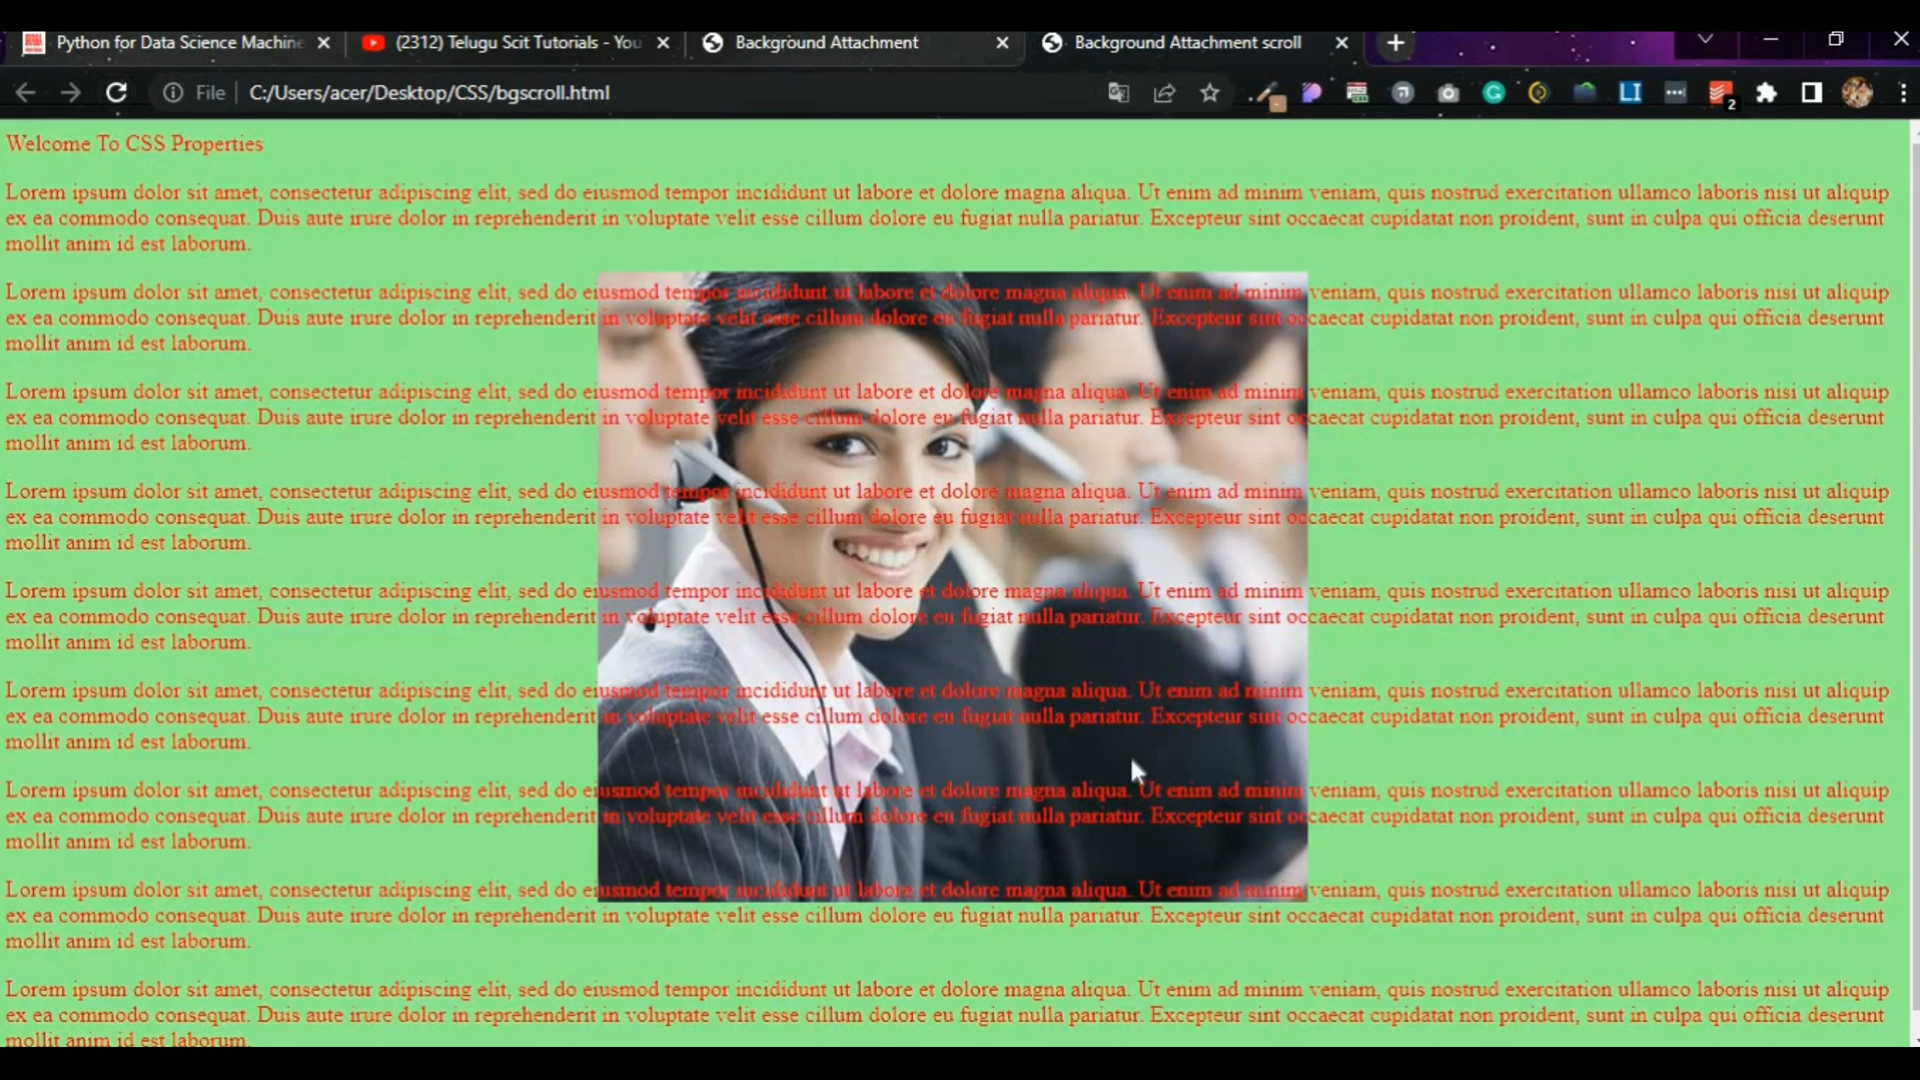 Python for Data Science Machine
(2312) Telugu Scit Tutorials - You
Background Attachment
Background Attachment scroll
File
C:/Users/acer/Desktop/CSS/bgscroll.html
LI
2
Welcome To CSS Properties
Lorem ipsum dolor sit amet, consectetur adipiscing elit, sed do eiusmod tempor incididunt ut labore et dolore magna aliqua. Ut enim ad minim veniam, quis nostrud exercitation ullamco laboris nisi ut aliquip
ex ea commodo consequat. Duis aute irure dolor in reprehenderit in voluptate velit esse cillum dolore eu fugiat nulla pariatur. Excepteur sint occaecat cupidatat non proident, sunt in culpa qui officia deserunt
mollit anim id est laborum.
Lorem ipsum dolor sit amet, consectetur adipiscing elit, sed do eiusmod tempor incididunt ut labore et dolore magna aliqua. Ut enim ad minim veniam, quis nostrud exercitation ullamco laboris nisi ut aliquip
ex ea commodo consequat. Duis aute irure dolor in reprehenderit in voluptate velit esse cillum dolore eu fugiat nulla pariatur. Excepteur sint occaecat cupidatat non proident, sunt in culpa qui officia deserunt
mollit anim id est laborum.
Lorem ipsum dolor sit amet, consectetur adipiscing elit, sed do eiusmod tempor incididunt ut labore et dolore magna aliqua. Ut enim ad minim veniam, quis nostrud exercitation ullamco laboris nisi ut aliquip
ex ea commodo consequat. Duis aute irure dolor in reprehenderit in voluptate velit esse cillum dolore eu fugiat nulla pariatur. Excepteur sint occaecat cupidatat non proident, sunt in culpa qui officia deserunt
mollit anim id est laborum.
Lorem ipsum dolor sit amet, consectetur adipiscing elit, sed do eiusmod tempor incididunt ut labore et dolore magna aliqua. Ut enim ad minim veniam, quis nostrud exercitation ullamco laboris nisi ut aliquip
ex ea commodo consequat. Duis aute irure dolor in reprehenderit in voluptate velit esse cillum dolore eu fugiat nulla pariatur. Excepteur sint occaecat cupidatat non proident, sunt in culpa qui officia deserunt
mollit anim id est laborum.
Lorem ipsum dolor sit amet, consectetur adipiscing elit, sed do eiusmod tempor incididunt ut labore et dolore magna aliqua. Ut enim ad minim veniam, quis nostrud exercitation ullamco laboris nisi ut aliquip
ex ea commodo consequat. Duis aute irure dolor in reprehenderit in voluptate velit esse cillum dolore eu fugiat nulla pariatur. Excepteur sint occaecat cupidatat non proident, sunt in culpa qui officia deserunt
mollit anim id est laborum.
Lorem ipsum dolor sit amet, consectetur adipiscing elit, sed do eiusmod tempor incididunt ut labore et dolore magna aliqua. Ut enim ad minim veniam, quis nostrud exercitation ullamco laboris nisi ut aliquip
ex ea commodo consequat. Duis aute irure dolor in reprehenderit in voluptate velit esse cillum dolore eu fugiat nulla pariatur. Excepteur sint occaecat cupidatat non proident, sunt in culpa qui officia deserunt
mollit anim id est laborum.
Lorem ipsum dolor sit amet, consectetur adipiscing elit, sed do eiusmod tempor incididunt ut labore et dolore magna aliqua. Ut enim ad minim veniam, quis nostrud exercitation ullamco laboris nisi ut aliquip
ex ea commodo consequat. Duis aute irure dolor in reprehenderit in voluptate velit esse cillum dolore eu fugiat nulla pariatur. Excepteur sint occaecat cupidatat non proident, sunt in culpa qui officia deserunt
mollit anim id est laborum.
Lorem ipsum dolor sit amet, consectetur adipiscing elit, sed do eiusmod tempor incididunt ut labore et dolore magna aliqua. Ut enim ad minim veniam, quis nostrud exercitation ullamco laboris nisi ut aliquip
ex ea commodo consequat. Duis aute irure dolor in reprehenderit in voluptate velit esse cillum dolore eu fugiat nulla pariatur. Excepteur sint occaecat cupidatat non proident, sunt in culpa qui officia deserunt
mollit anim id est laborum.
Lorem ipsum dolor sit amet, consectetur adipiscing elit, sed do eiusmod tempor incididunt ut labore et dolore magna aliqua. Ut enim ad minim veniam, quis nostrud exercitation ullamco laboris nisi ut aliquip
ex ea commodo consequat. Duis aute irure dolor in reprehenderit in voluptate velit esse cillum dolore eu fugiat nulla pariatur. Excepteur sint occaecat cupidatat non proident, sunt in culpa qui officia deserunt
mollit anim id est laborum.